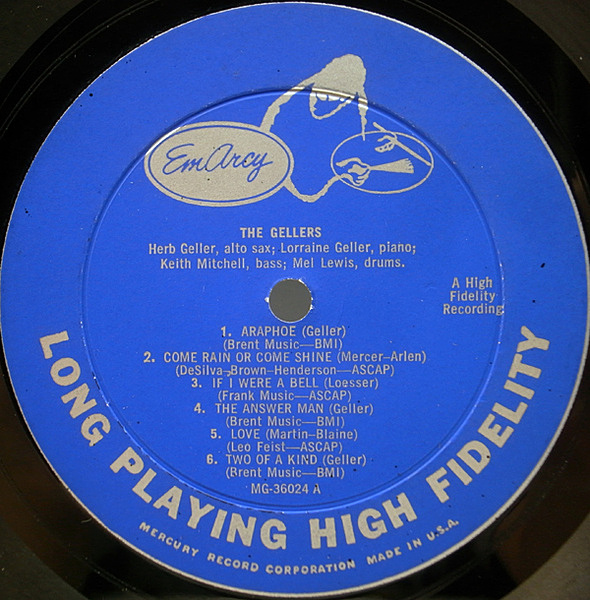 EmArcy
THE GELLERS
Herb Geller, alto sax; Lorraine Geller, piano;
Keith Mitchell, bass; Mel Lewis, drums.
A High
Fidelity
Recording
1. ARAPHOE (Geller)
(Brent Music—BMI)
2. COME RAIN OR COME SHINE (Mercer-Arlen)
(DeSilva-Brown-Henderson—ASCAP)
3. IF I WERE A BELL (Loesser)
(Frank Music—ASCAP)
4. THE ANSWER MAN (Geller)
(Brent Music—BMI)
5. LOVE (Martin-Blaine)
(Leo Feist—ASCAP)
6. TWO OF A KIND (Geller)
(Brent Music—BMI)
MG-36024 A
LONG PLAYING HIGH FIDELITY
MERCURY RECORD CORPORATION MADE IN U.S.A.